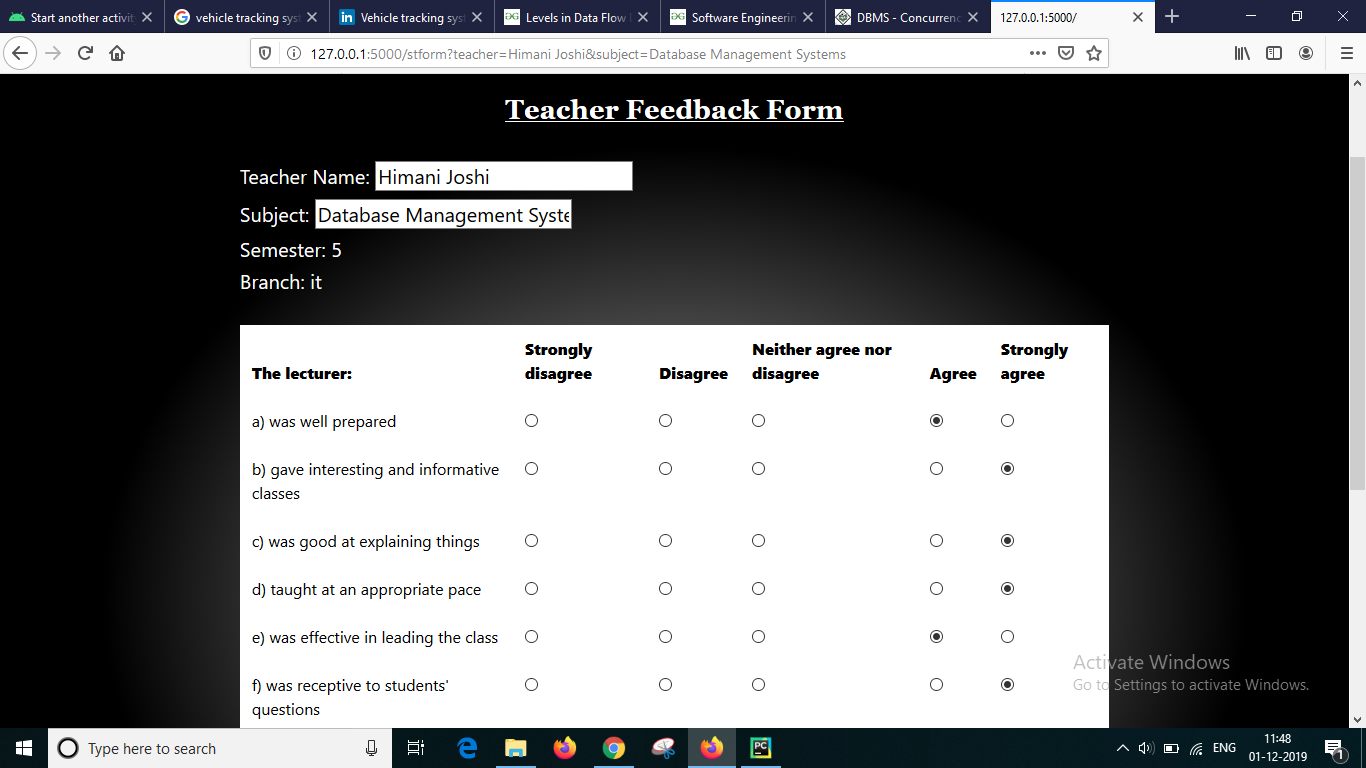 Start another activit
vehicle tracking sys
Vehicle tracking sys
Levels in Data Flow
Software Engineerin
DBMS - Concurrenc
127.0.0.1:5000/
127.0.0.1:5000/stform?teacher=Himani Joshi&subject=Database Management Systems
Teacher Feedback Form
Teacher Name: Himani Joshi
Subject: Database Management Syste
Semester: 5
Branch: it
The lecturer: Strongly disagree Disagree Neither agree nor disagree Agree Strongly agree
a) was well prepared
b) gave interesting and informative
classes
c) was good at explaining things
d) taught at an appropriate pace
e) was effective in leading the class
f) was receptive to students'
questions
Activate Windows
Go to Settings to activate Windows.
Type here to search
ENG
11:48
01-12-2019
1